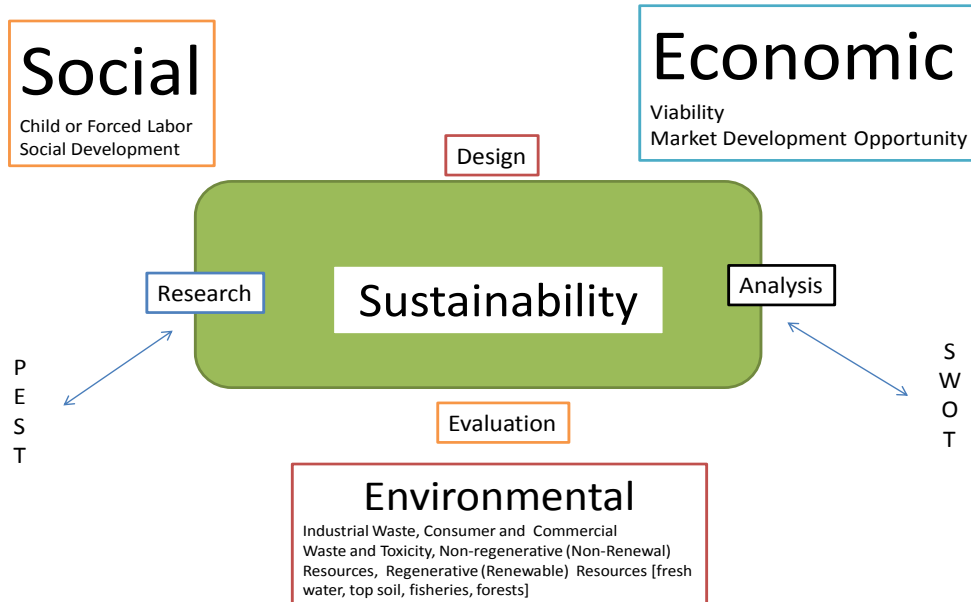 Social
Child or Forced Labor
Social Development
Economic
Viability
Market Development Opportunity
Design
Research
Sustainability
Analysis
P
E
S
T
S
W
O
T
Evaluation
Environmental
Industrial Waste, Consumer and Commercial
Waste and Toxicity, Non-regenerative (Non-Renewal)
Resources, Regenerative (Renewable) Resources [fresh
water, top soil, fisheries, forests]